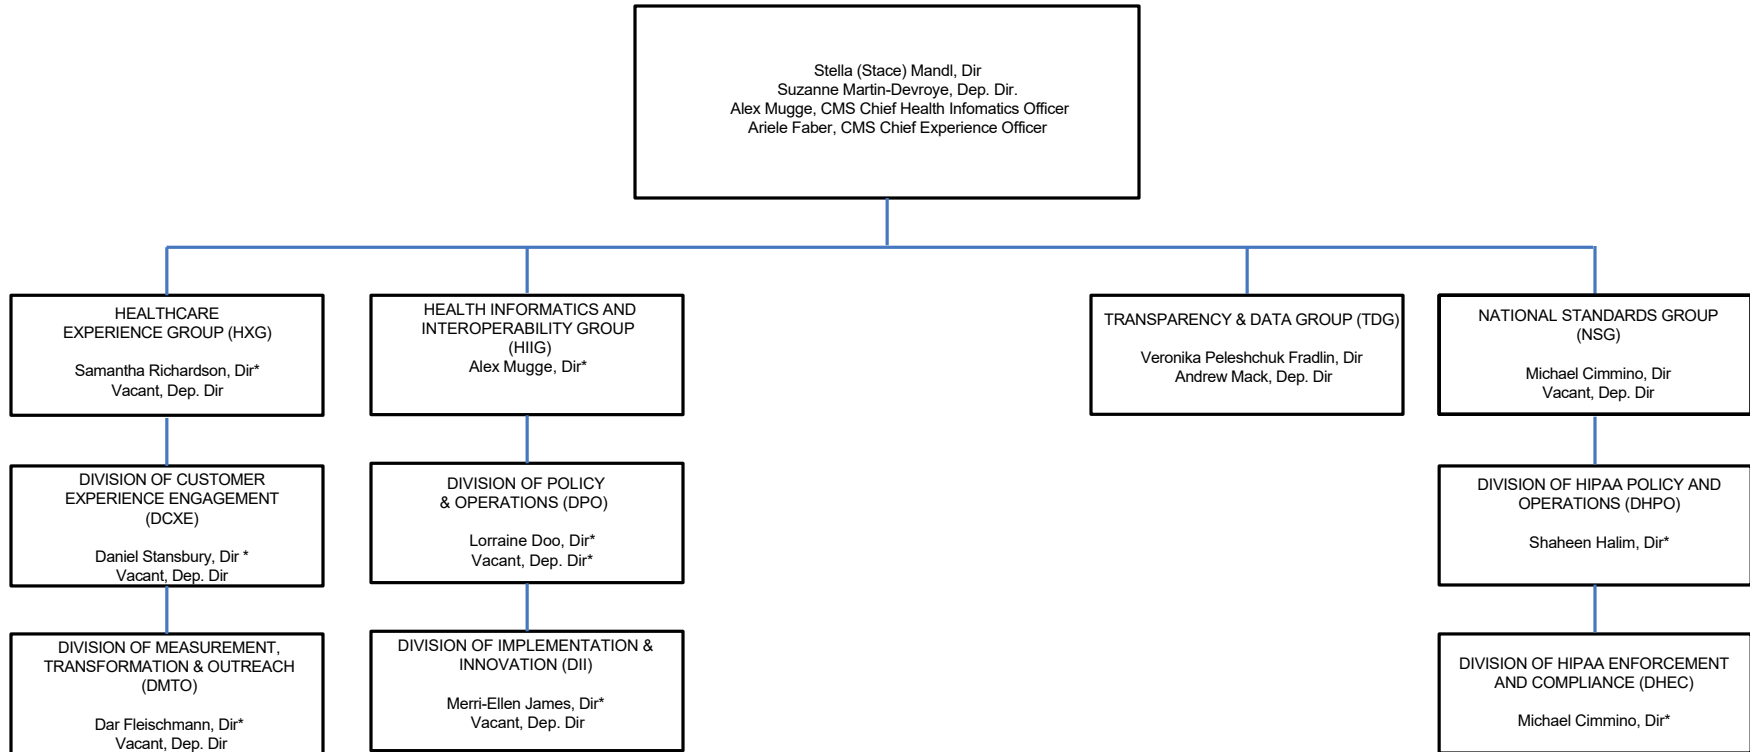 Stella (Stace) Mandl, Dir
Suzanne Martin-Devroye, Dep. Dir.
Alex Mugge, CMS Chief Health Infomatics Officer
Ariele Faber, CMS Chief Experience Officer
HEALTHCARE
EXPERIENCE GROUP (HXG)
Samantha Richardson, Dir*
Vacant, Dep. Dir
HEALTH INFORMATICS AND
INTEROPERABILITY GROUP
(HIIG)
Alex Mugge, Dir*
TRANSPARENCY & DATA GROUP (TDG)
Veronika Peleshchuk Fradlin, Dir
Andrew Mack, Dep. Dir
NATIONAL STANDARDS GROUP
(NSG)
Michael Cimmino, Dir
Vacant, Dep. Dir
DIVISION OF CUSTOMER
EXPERIENCE ENGAGEMENT
(DCXE)
Daniel Stansbury, Dir *
Vacant, Dep. Dir
DIVISION OF POLICY
& OPERATIONS (DPO)
Lorraine Doo, Dir*
Vacant, Dep. Dir*
DIVISION OF HIPAA POLICY AND
OPERATIONS (DHPO)
Shaheen Halim, Dir*
DIVISION OF MEASUREMENT,
TRANSFORMATION & OUTREACH
(DMTO)
Dar Fleischmann, Dir*
Vacant, Dep. Dir
DIVISION OF IMPLEMENTATION &
INNOVATION (DII)
Merri-Ellen James, Dir*
Vacant, Dep. Dir
DIVISION OF HIPAA ENFORCEMENT
AND COMPLIANCE (DHEC)
Michael Cimmino, Dir*